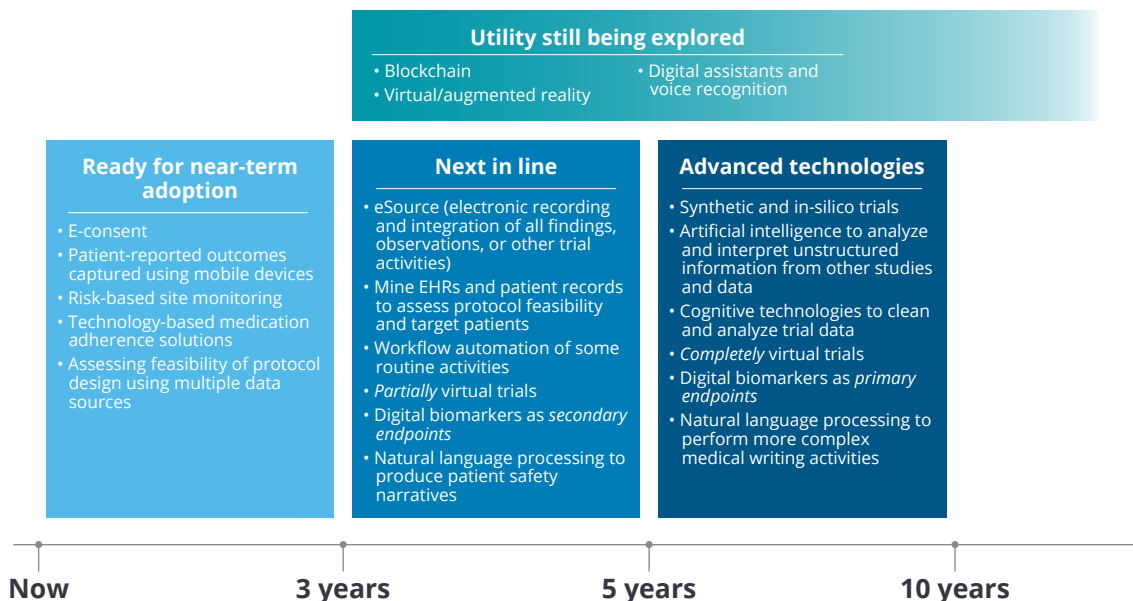 Utility still being explored
• Blockchain
• Virtual/augmented reality
• Digital assistants and
voice recognition
Ready for near-term
adoption
• E-consent
• Patient-reported outcomes
captured using mobile devices
• Risk-based site monitoring
• Technology-based medication
adherence solutions
• Assessing feasibility of protocol
design using multiple data
sources
Next in line
• eSource (electronic recording
and integration of all findings,
observations, or other trial
activities)
• Mine EHRs and patient records
to assess protocol feasibility
and target patients
• Workflow automation of some
routine activities
• Partially virtual trials
• Digital biomarkers as secondary
endpoints
• Natural language processing to
produce patient safety
narratives
Advanced technologies
• Synthetic and in-silico trials
• Artificial intelligence to analyze
and interpret unstructured
information from other studies
and data
• Cognitive technologies to clean
and analyze trial data
• Completely virtual trials
• Digital biomarkers as primary
endpoints
• Natural language processing to
perform more complex
medical writing activities
Now
3 years
5 years
10 years